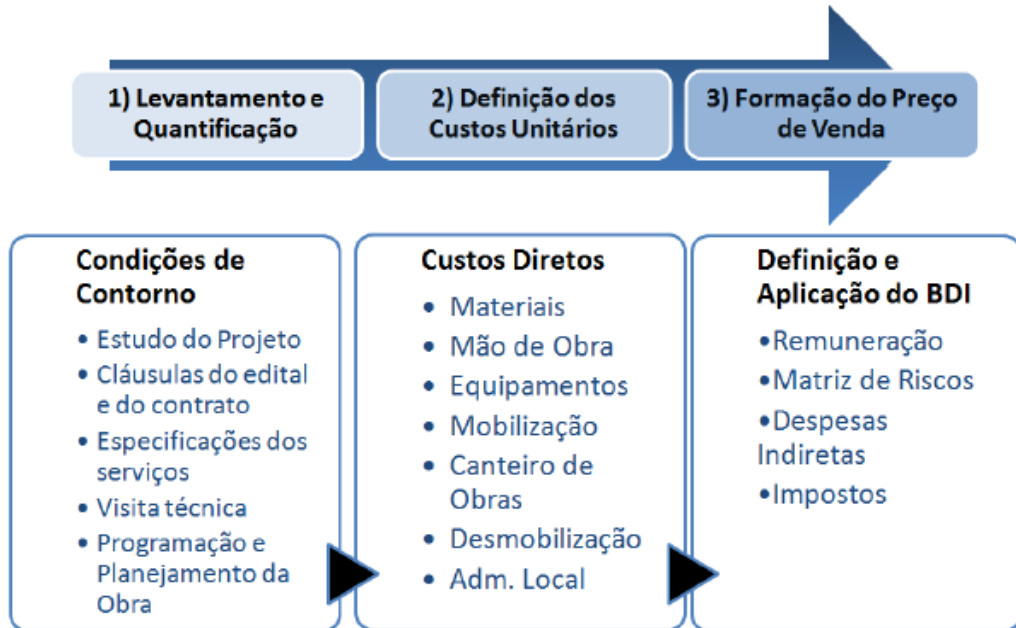 1) Levantamento e
Quantificação
2) Definição dos
Custos Unitários
3) Formação do Preço
de Venda
Condições de
Contorno
• Estudo do Projeto
• Cláusulas do edital
e do contrato
• Especificações dos
serviços
• Visita técnica
• Programação e
Planejamento da
Obra
Custos Diretos
• Materiais
• Mão de Obra
• Equipamentos
• Mobilização
• Canteiro de
Obras
• Desmobilização
• Adm. Local
Definição e
Aplicação do BDI
•Remuneração
•Matriz de Riscos
•Despesas
Indiretas
•Impostos